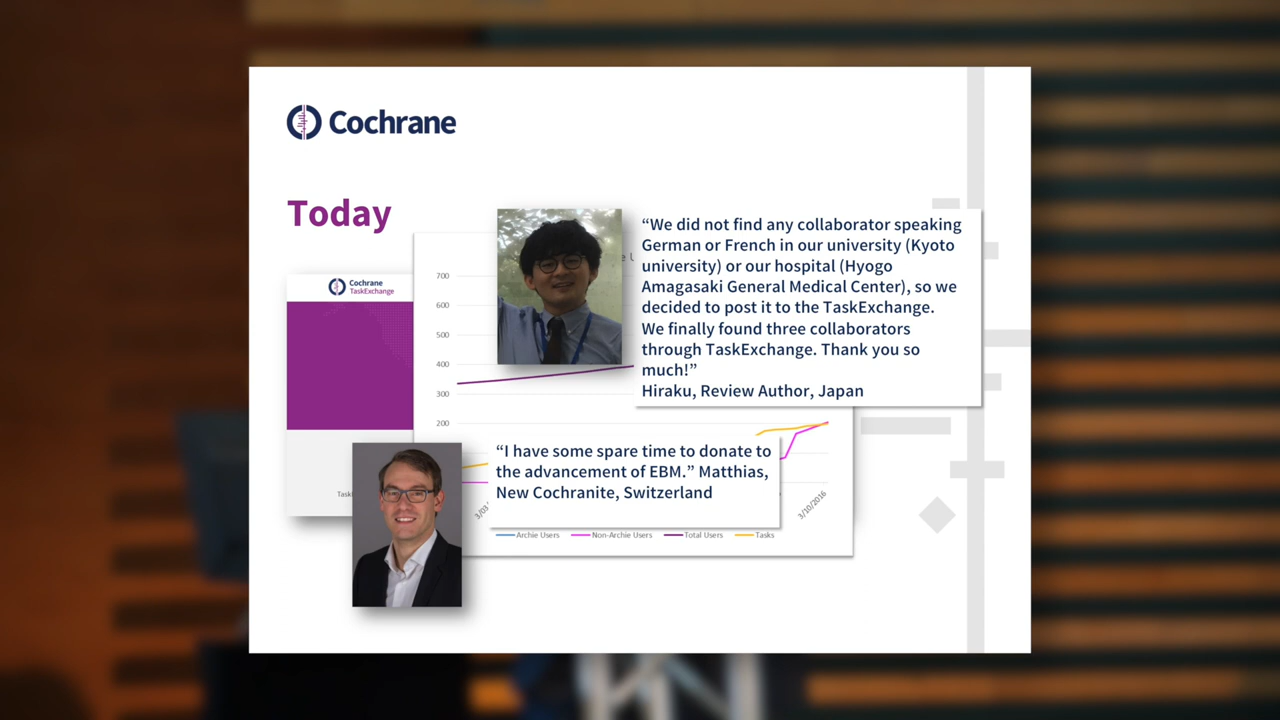 Cochrane
Today
Cochrane
TaskExchange
“We did not find any collaborator speaking
German or French in our university (Kyoto
university) or our hospital (Hyogo
Amagasaki General Medical Center), so we
decided to post it to the TaskExchange.
We finally found three collaborators
through TaskExchange. Thank you so
much!”
Hiraku, Review Author, Japan
700
600
500
400
300
200
“I have some spare time to donate to
the advancement of EBM.” Matthias,
New Cochranite, Switzerland
3/10/2016
Archie Users
Non-Archie Users
Total Users
Tasks